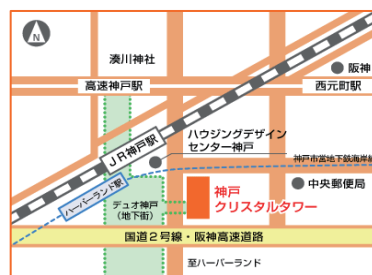 N
湊川神社
阪神
高速神戸駅
西元町駅
JR神戸駅
ハウジングデザイン
センター神戸
神戸市営地下鉄海岸線
ハーバーランド駅
中央郵便局
デュオ神戸
(地下街)
神戸
クリスタルタワー
国道2号線・阪神高速道路
至ハーバーランド